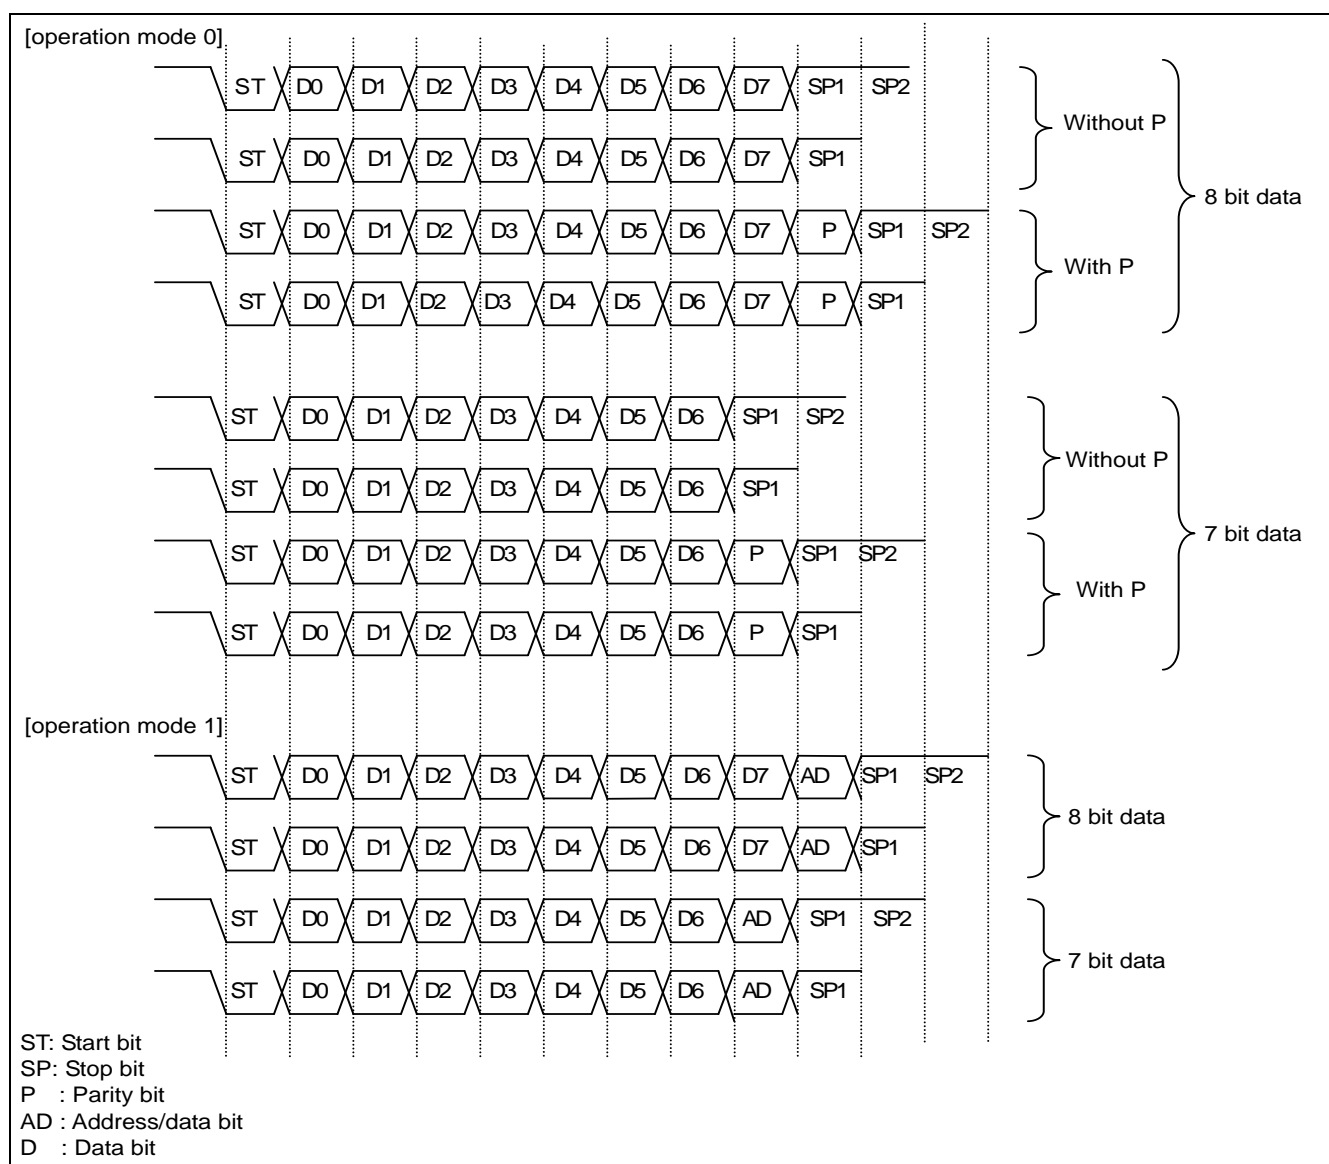 [operation mode 0]
ST D0 D1 D2 D3 D4 D5 D6 D7 SP1 SP2
ST D0 D1 D2 D3 D4 D5 D6 D7 SP1
Without P
ST D0 D1 D2 D3 D4 D5 D6 D7 P SP1 SP2
ST D0 D1 D2 D3 D4 D5 D6 D7 P SP1
With P
8 bit data
ST D0 D1 D2 D3 D4 D5 D6 SP1 SP2
ST D0 D1 D2 D3 D4 D5 D6 SP1
Without P
ST D0 D1 D2 D3 D4 D5 D6 P SP1 SP2
ST D0 D1 D2 D3 D4 D5 D6 P SP1
With P
7 bit data
[operation mode 1]
ST D0 D1 D2 D3 D4 D5 D6 D7 AD SP1 SP2
ST D0 D1 D2 D3 D4 D5 D6 D7 AD SP1
8 bit data
ST D0 D1 D2 D3 D4 D5 D6 AD SP1 SP2
ST D0 D1 D2 D3 D4 D5 D6 AD SP1
7 bit data
ST: Start bit
SP: Stop bit
P : Parity bit
AD : Address/data bit
D : Data bit